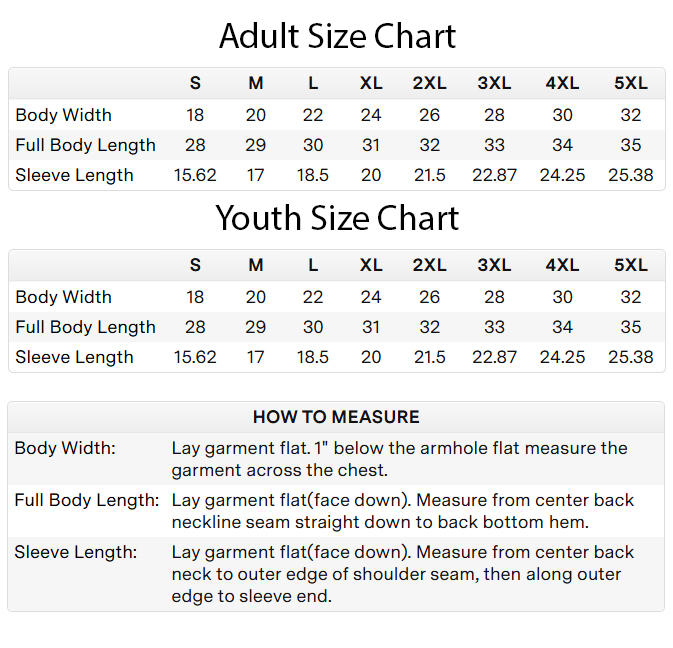 Adult Size Chart
S M L XL 2XL 3XL 4XL 5XL
Body Width 18 20 22 24 26 28 30 32
Full Body Length 28 29 30 31 32 33 34 35
Sleeve Length 15.62 17 18.5 20 21.5 22.87 24.25 25.38
Youth Size Chart
S M L XL 2XL 3XL 4XL 5XL
Body Width 18 20 22 24 26 28 30 32
Full Body Length 28 29 30 31 32 33 34 35
Sleeve Length 15.62 17 18.5 20 21.5 22.87 24.25 25.38
HOW TO MEASURE
Body Width: Lay garment flat. 1" below the armhole flat measure the
garment across the chest.
Full Body Length: Lay garment flat(face down). Measure from center back
neckline seam straight down to back bottom hem.
Sleeve Length: Lay garment flat(face down). Measure from center back
neck to outer edge of shoulder seam, then along outer
edge to sleeve end.